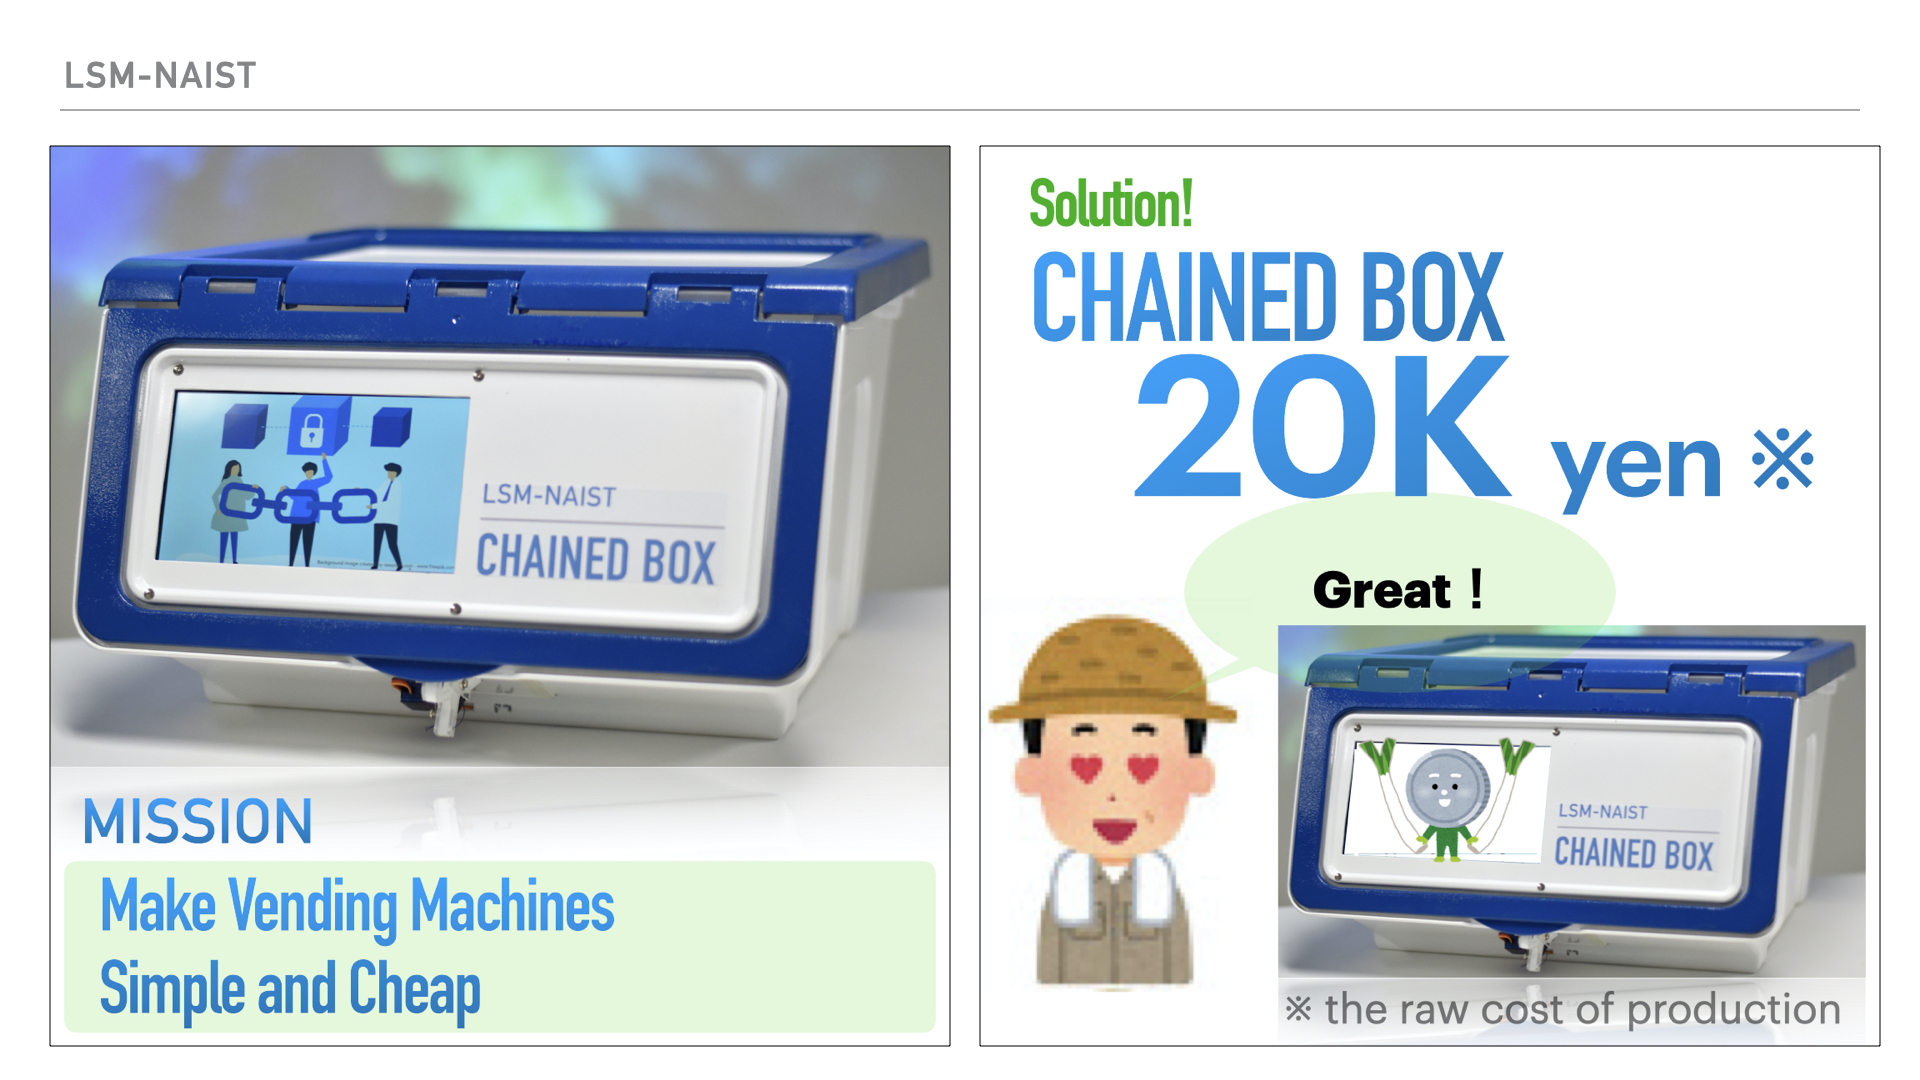 LSM-NAIST
LSM-NAIST
CHAINED BOX
MISSION
Make Vending Machines
Simple and Cheap
Solution!
CHAINED BOX
20K yen ※
Great！
LSM-NAIST
CHAINED BOX
※ the raw cost of production